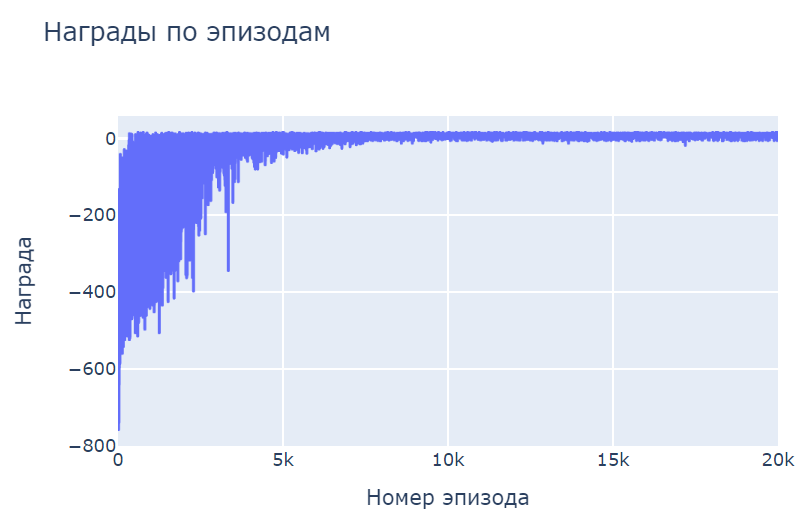 Награды по эпизодам
0
−200
−400
−600
−800
Награда
0
5k
10k
15k
20k
Номер эпизода